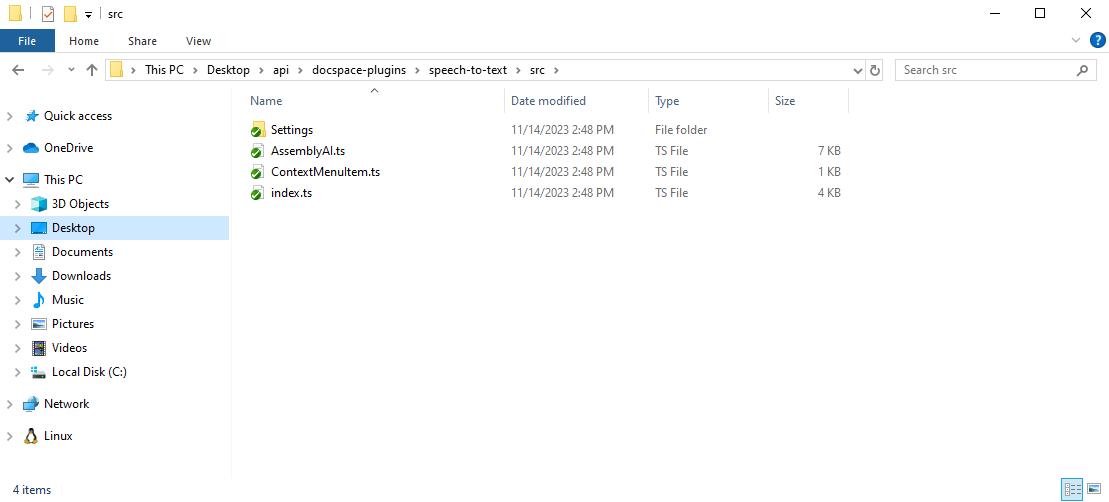 src
File Home Share View
This PC Desktop api docspace-plugins speech-to-text src Search src
Name Date modified Type Size
Quick access
OneDrive
This PC
3D Objects
Desktop
Documents
Downloads
Music
Pictures
Videos
Local Disk (C:)
Network
Linux
Settings 11/14/2023 2:48 PM File folder
AssemblyAI.ts 11/14/2023 2:48 PM TS File 7 KB
ContextMenuItem.ts 11/14/2023 2:48 PM TS File 1 KB
index.ts 11/14/2023 2:48 PM TS File 4 KB
4 items